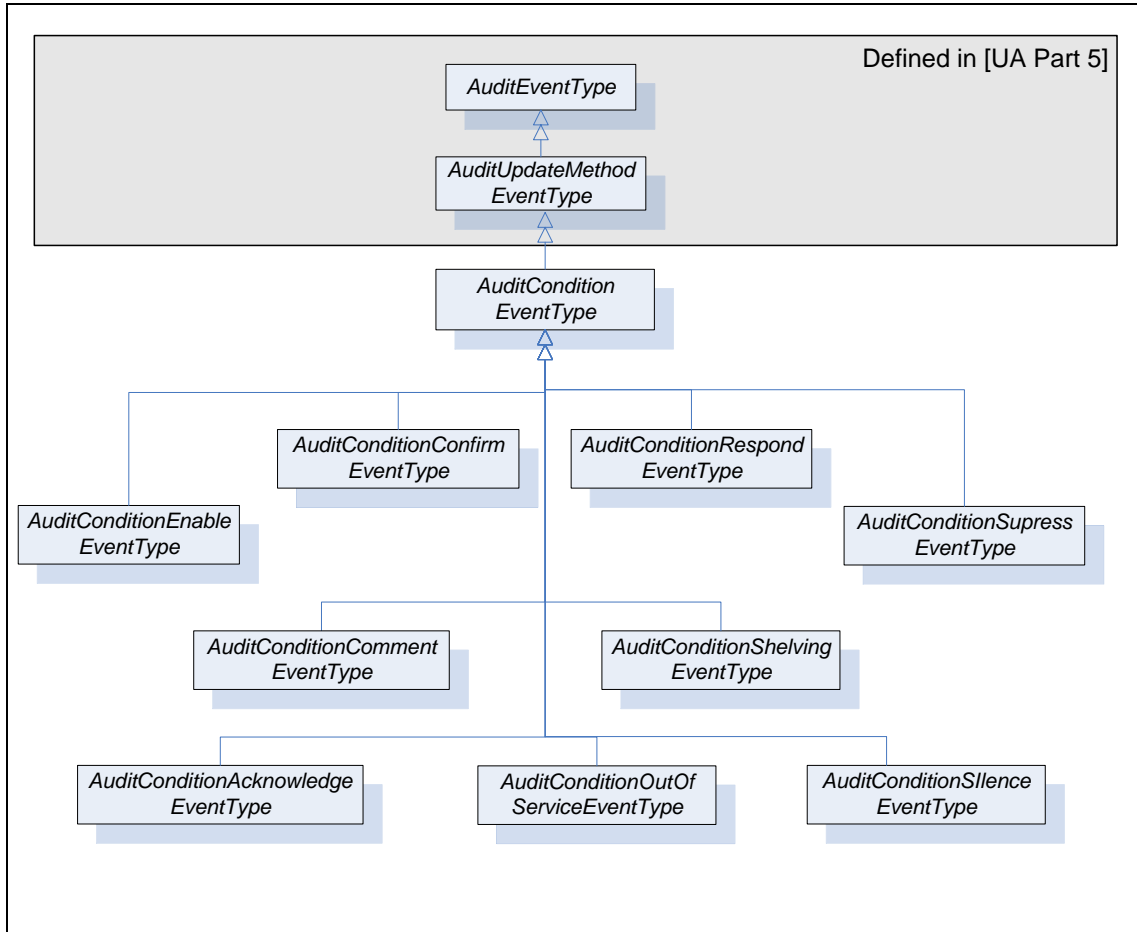 Defined in [UA Part 5]
AuditEventType
AuditUpdateMethod
EventType
AuditCondition
EventType
AuditConditionConfirm
EventType
AuditConditionRespond
EventType
AuditConditionEnable
EventType
AuditConditionSupress
EventType
AuditConditionComment
EventType
AuditConditionShelving
EventType
AuditConditionAcknowledge
EventType
AuditConditionOutOf
ServiceEventType
AuditConditionSIlence
EventType